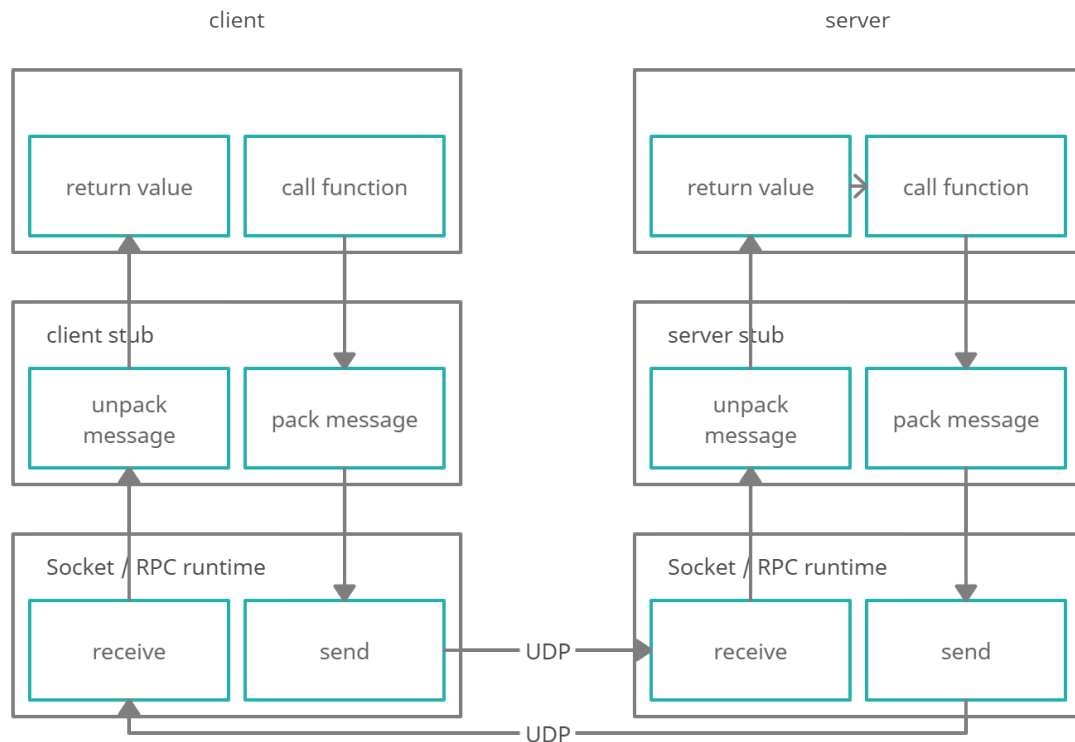 client
server
return value
call function
return value
call function
client stub
server stub
unpack
message
pack message
unpack
message
pack message
Socket / RPC runtime
Socket / RPC runtime
receive
send
UDP
receive
send
UDP